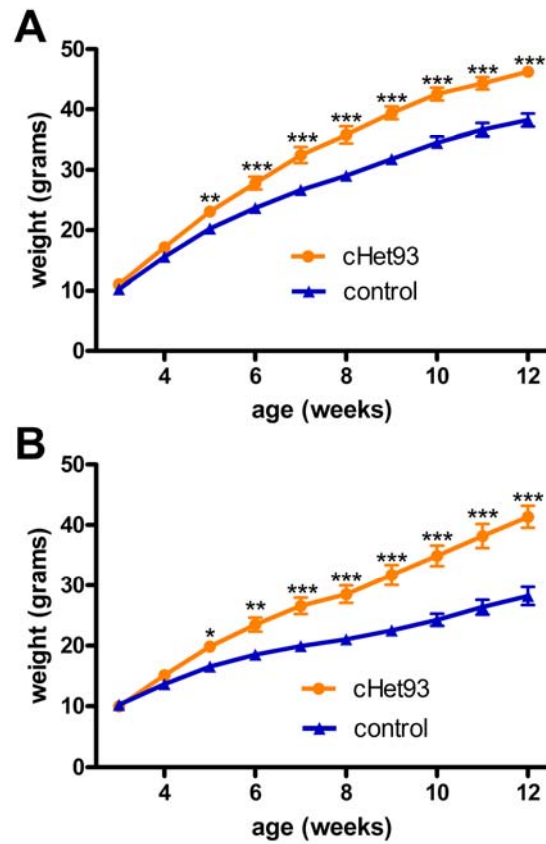 A
50
40
30
20
10
0
weight (grams)
** *** *** *** *** *** *** ***
cHet93
control
4 6 8 10 12
age (weeks)
B
50
40
30
20
10
0
weight (grams)
* ** *** *** *** *** *** ***
cHet93
control
4 6 8 10 12
age (weeks)